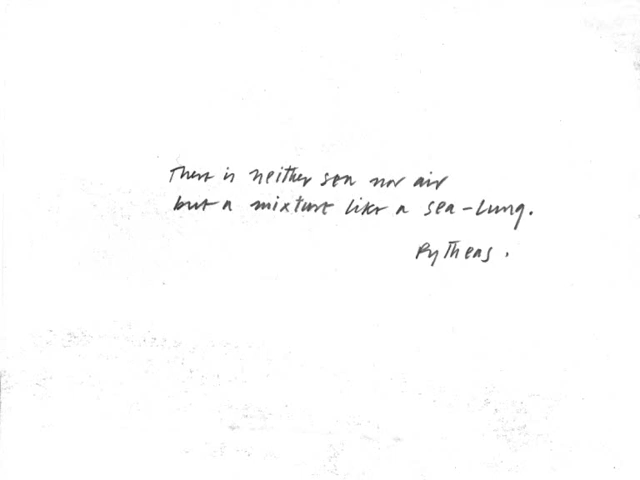 There is neither sea nor air
but a mixture like a sea-lung.
Pytheas.